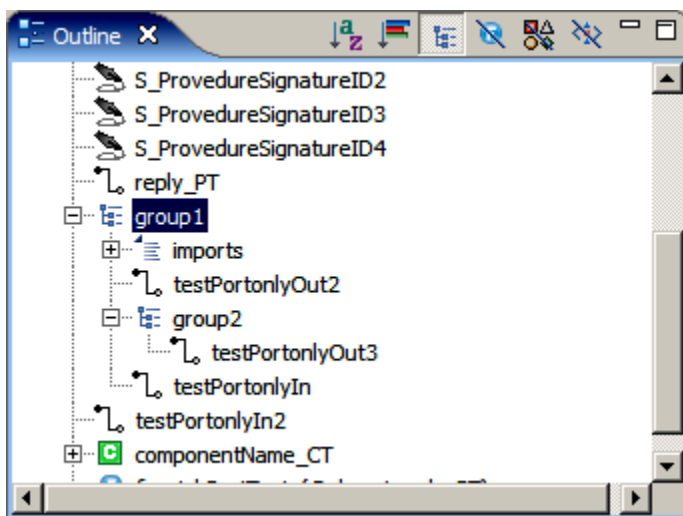 Outline
S_ProvedureSignatureID2
S_ProvedureSignatureID3
S_ProvedureSignatureID4
reply_PT
group1
imports
testPortonlyOut2
group2
testPortonlyOut3
testPortonlyIn
testPortonlyIn2
componentName_CT